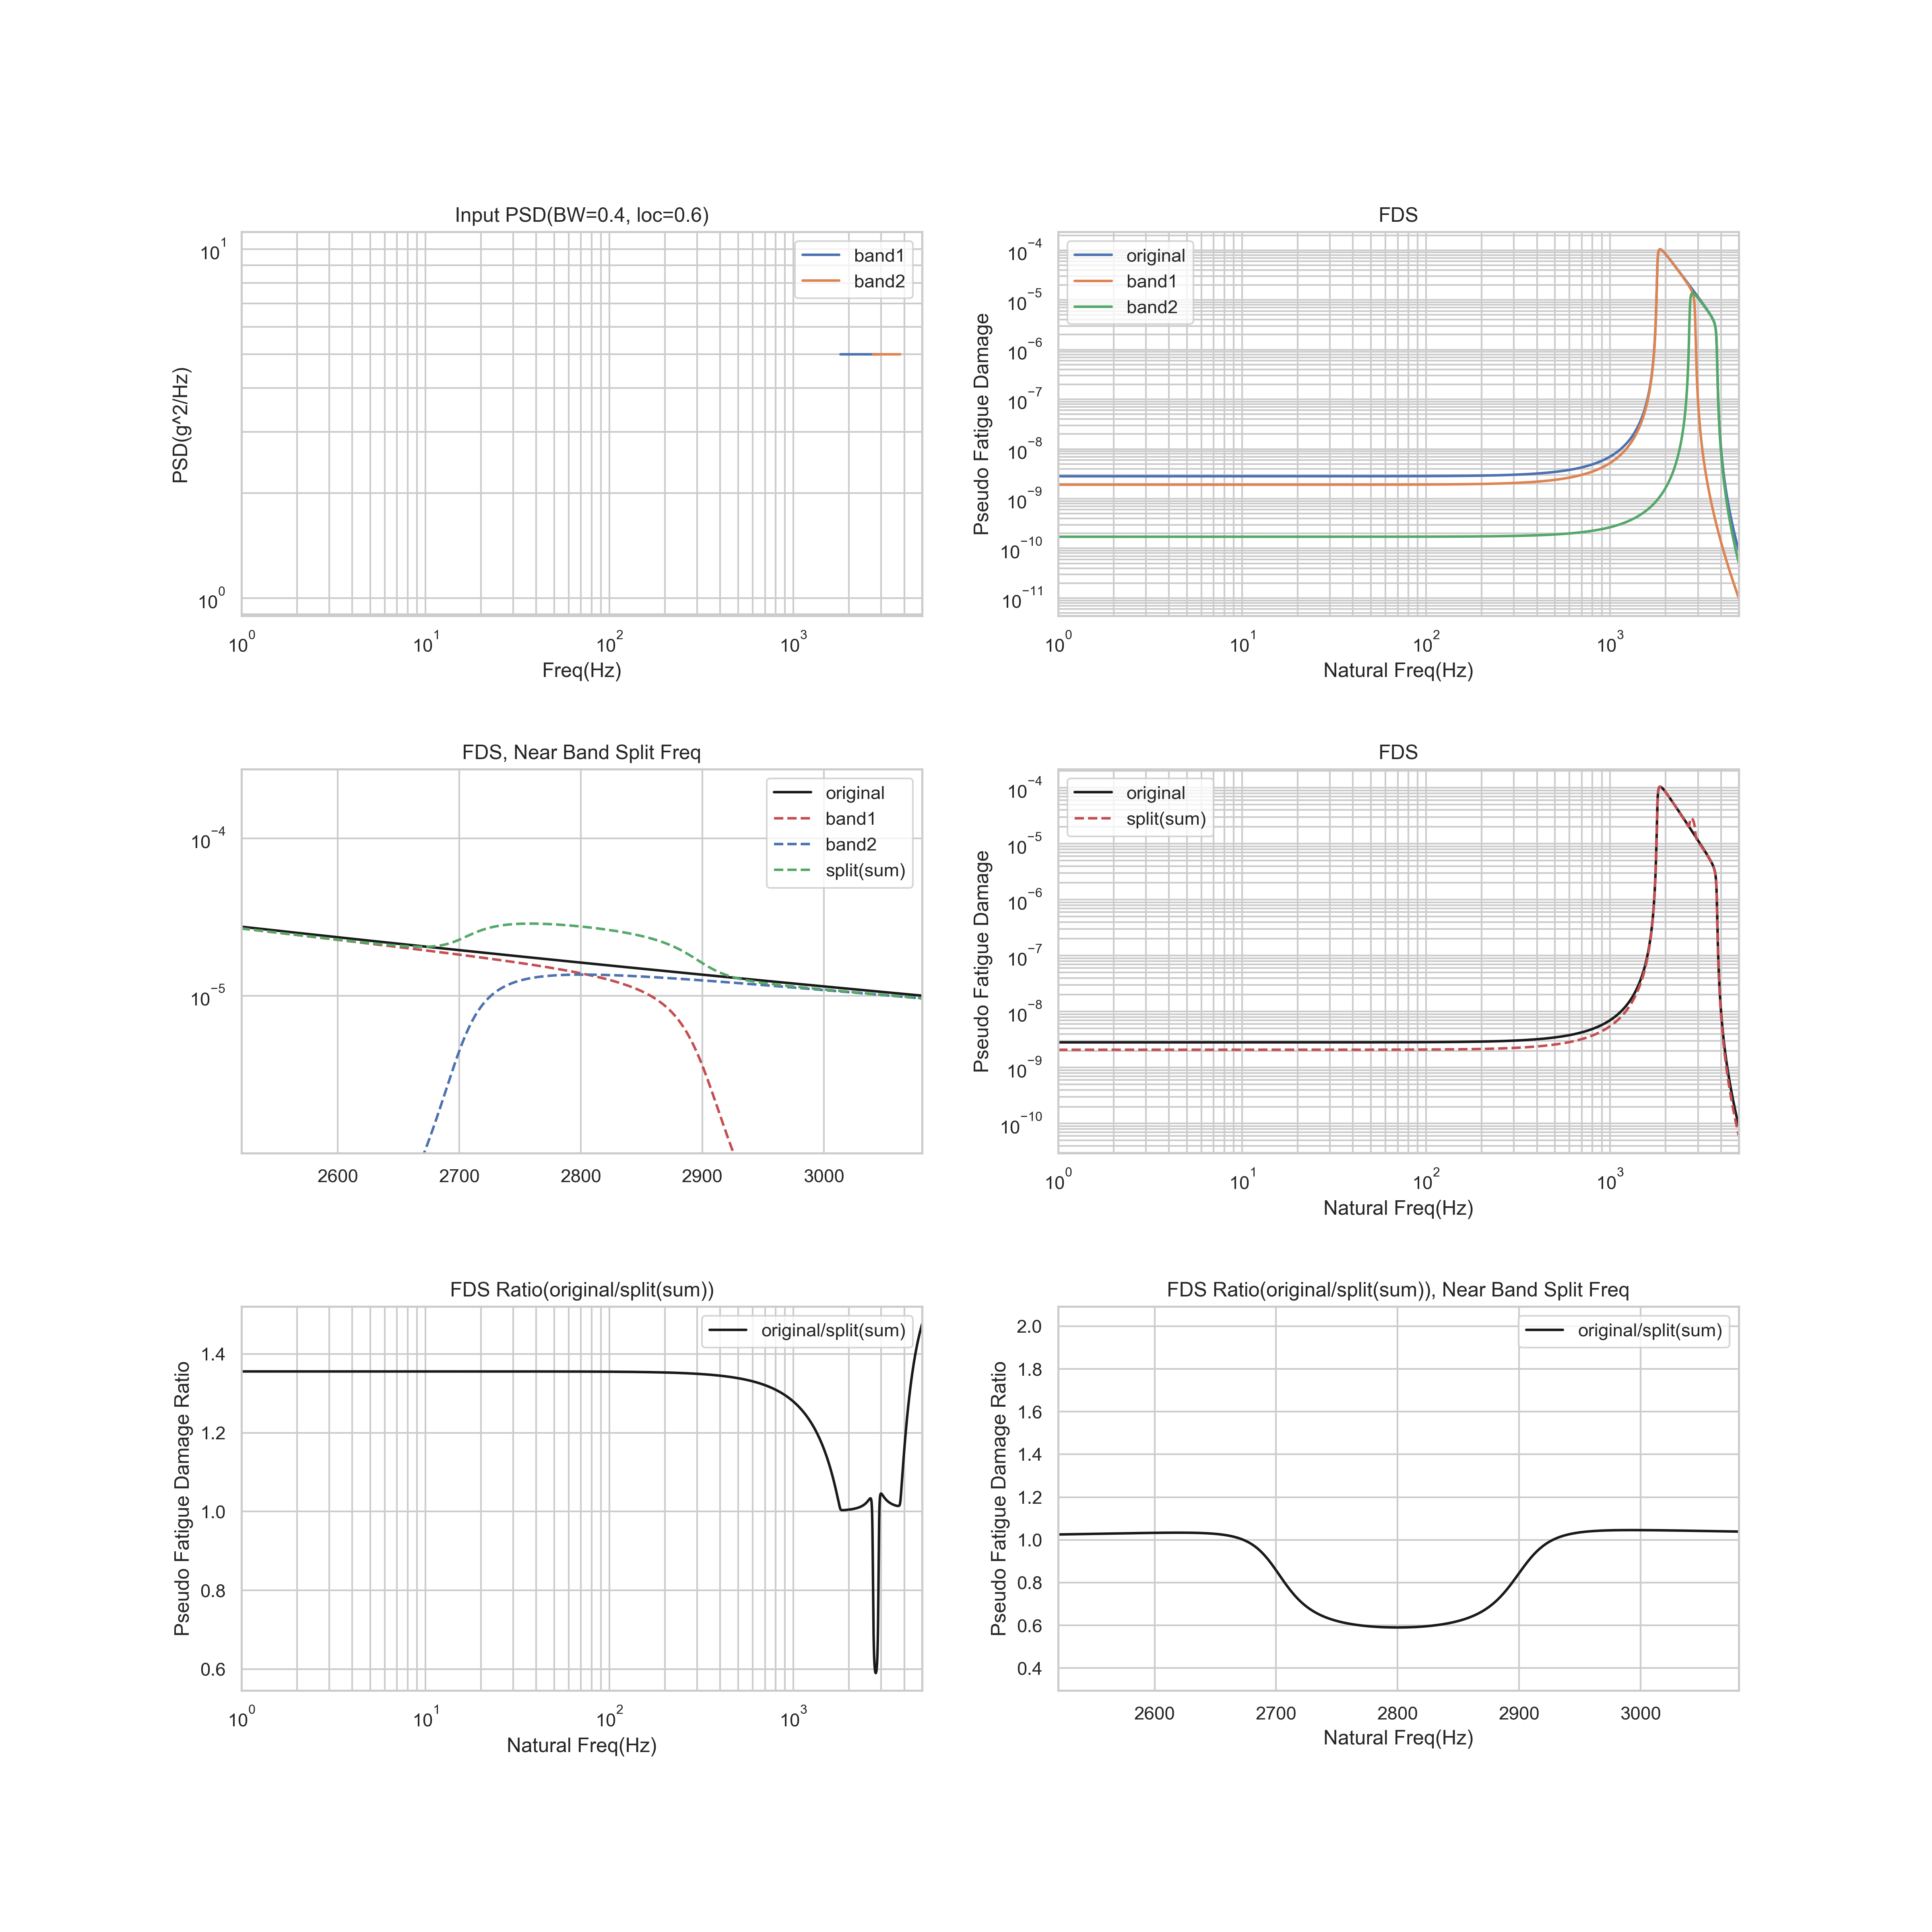 Input PSD(BW=0.4, loc=0.6)
PSD(g^2/Hz)
10^1
10^0
band1
band2
10^0 10^1 10^2 10^3
Freq(Hz)
FDS
Pseudo Fatigue Damage
10^−4
10^−5
10^−6
10^−7
10^−8
10^−9
10^−10
10^−11
original
band1
band2
10^0 10^1 10^2 10^3
Natural Freq(Hz)
FDS, Near Band Split Freq
10^−4
10^−5
original
band1
band2
split(sum)
2600 2700 2800 2900 3000
FDS
Pseudo Fatigue Damage
10^−4
10^−5
10^−6
10^−7
10^−8
10^−9
10^−10
original
split(sum)
10^0 10^1 10^2 10^3
Natural Freq(Hz)
FDS Ratio(original/split(sum))
Pseudo Fatigue Damage Ratio
1.4
1.2
1.0
0.8
0.6
original/split(sum)
10^0 10^1 10^2 10^3
Natural Freq(Hz)
FDS Ratio(original/split(sum)), Near Band Split Freq
Pseudo Fatigue Damage Ratio
2.0
1.8
1.6
1.4
1.2
1.0
0.8
0.6
0.4
original/split(sum)
2600 2700 2800 2900 3000
Natural Freq(Hz)